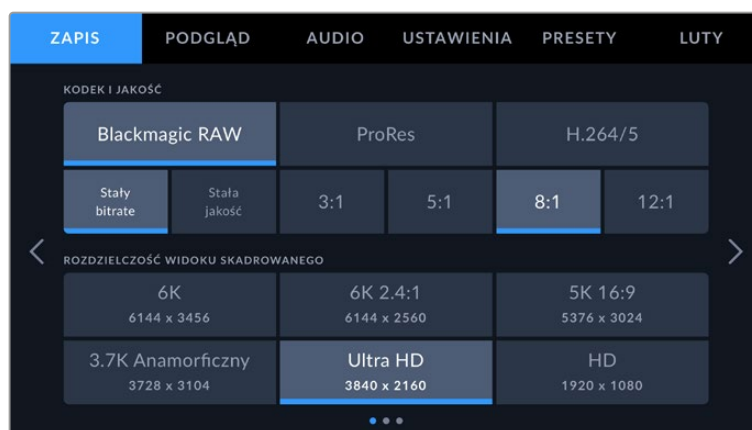 ZAPIS PODGLĄD AUDIO USTAWIENIA PRESETY LUTY
KODEK I JAKOŚĆ
Blackmagic RAW ProRes H.264/5
Stały bitrate Stała jakość 3:1 5:1 8:1 12:1
ROZDZIELCZOŚĆ WIDOKU SKADROWANEGO
6K 6K 2.4:1 5K 16:9
6144 x 3456 6144 x 2560 5376 x 3024
3.7K Anamorficzny Ultra HD HD
3728 x 3104 3840 x 2160 1920 x 1080